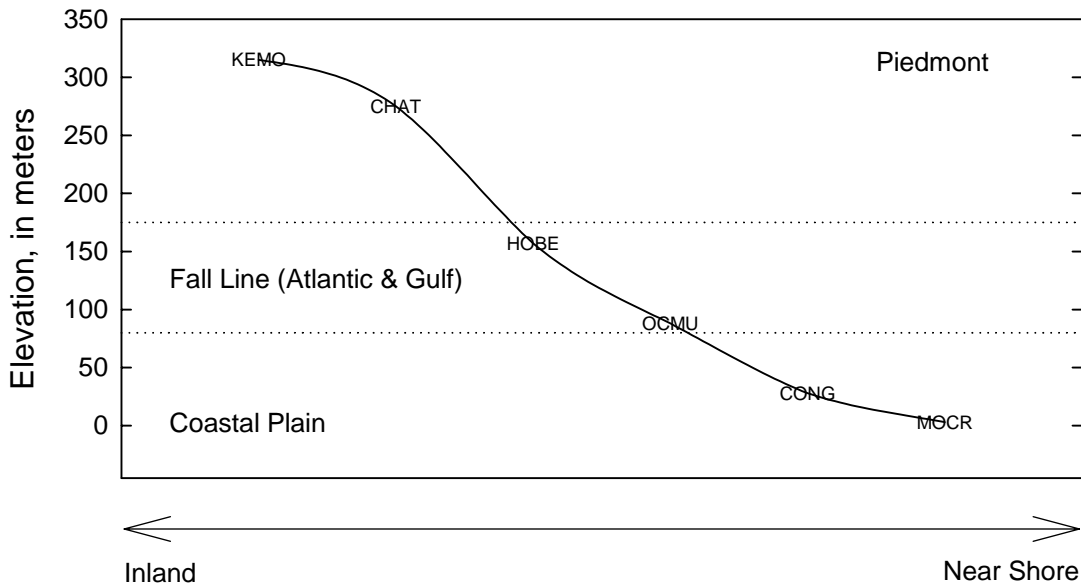 Elevation, in meters
350
300
250
200
150
100
50
0
KEMO
Piedmont
CHAT
HOBE
Fall Line (Atlantic & Gulf)
OCMU
CONG
Coastal Plain
MOCR
Inland
Near Shore